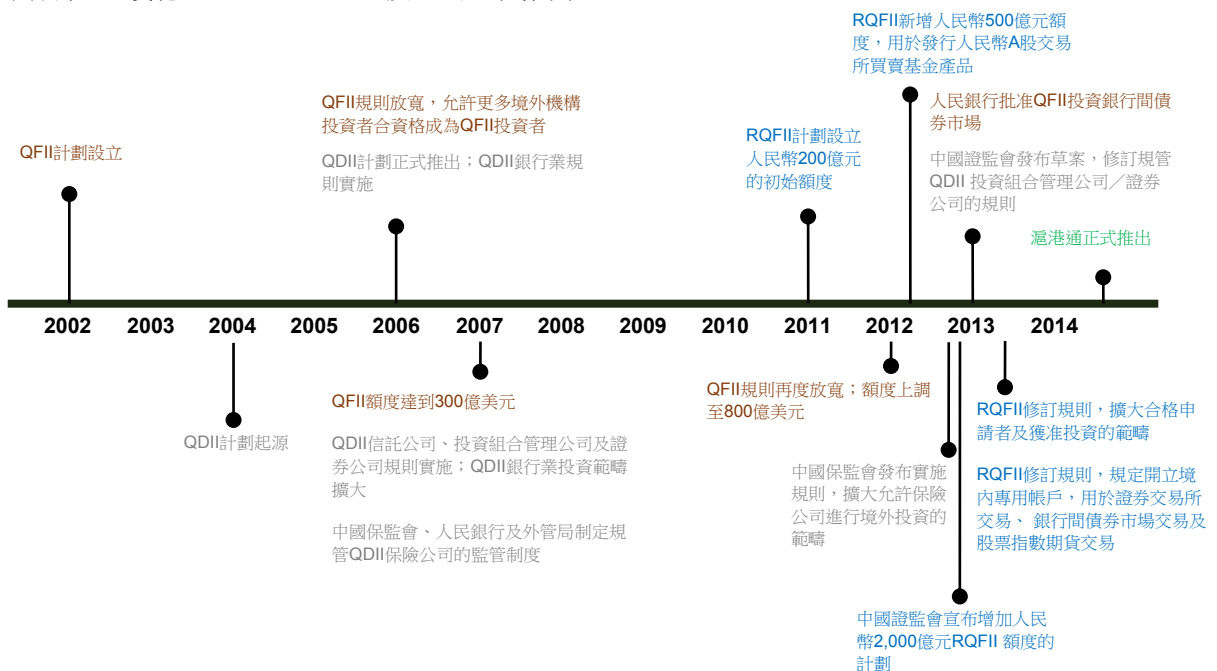 RQFII新增人民幣500億元額
度，用於發行人民幣A股交易
所買賣基金產品
QFII規則放寬，允許更多境外機構
投資者合資格成為QFII投資者
人民銀行批准QFII投資銀行間債
券市場
QFII計劃設立
RQFII計劃設立
人民幣200億元
的初始額度
QDII計劃正式推出；QDII銀行業規
則實施
中國證監會發布草案，修訂規管
QDII 投資組合管理公司／證券
公司的規則
滬港通正式推出
2002 2003 2004 2005 2006 2007 2008 2009 2010 2011 2012 2013 2014
QDII計劃起源
QFII額度達到300億美元
QDII信託公司、投資組合管理公司及證
券公司規則實施；QDII銀行業投資範疇
擴大
中國保監會、人民銀行及外管局制定規
管QDII保險公司的監管制度
QFII規則再度放寬；額度上調
至800億美元
中國保監會發布實施
規則，擴大允許保險
公司進行境外投資的
範疇
中國證監會宣布增加人民
幣2,000億元RQFII 額度的
計劃
RQFII修訂規則，擴大合格申
請者及獲准投資的範疇
RQFII修訂規則，規定開立境
內專用帳戶，用於證券交易所
交易、 銀行間債券市場交易及
股票指數期貨交易